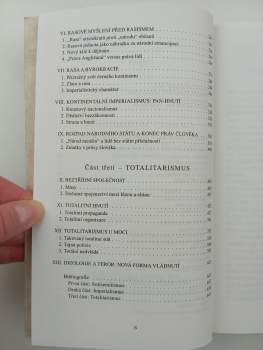 VI. RASOVÉ MYŠLENÍ PŘED RASISMEM
1. „Rasa" aristokratů proti „národu" občanů
2. Rasová jednota jako náhražka za národní emancipaci
3. Nový klíč k dějinám
4. „Práva Angličanů" versus práva lidí
VII. RASA A BYROKRACIE
1. Přízračný svět černého kontinentu
2. Zlato a rasa
3. Imperialistický charakter
VIII. KONTINENTÁLNÍ IMPERIALISMUS: PAN-HNUTÍ
1. Kmenový nacionalismus
2. Dědictví bezzákonnosti
3. Strana a hnutí
IX. ROZPAD NÁRODNÍHO STÁTU A KONEC PRÁV ČLOVĚKA
1. „Národ menšin" a lidé bez státní příslušnosti
2. Zmatky s právy člověka
Část třetí – TOTALITARISMUS
X. BEZTŘÍDNÍ SPOLEČNOST
1. Masy
2. Dočasné spojenectví mezi lůzou a elitou
XI. TOTALITNÍ HNUTÍ
1. Totalitní propaganda
2. Totalitní organizace
XII. TOTALITARISMUS U MOCI
1. Takzvaný totalitní stát
2. Tajná policie
3. Totální nadvláda
XIII. IDEOLOGIE A TEROR: NOVÁ FORMA VLÁDNUTÍ
Bibliografie
První část: Antisemitismus
Druhá část: Imperialismus
Třetí část: Totalitarismus
6